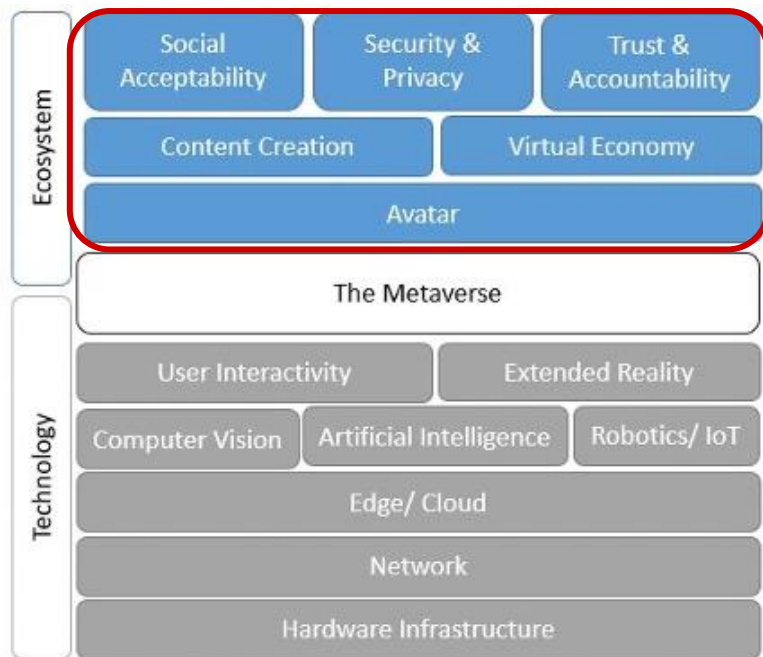 Ecosystem
Social
Acceptability
Security &
Privacy
Trust &
Accountability
Content Creation
Virtual Economy
Avatar
The Metaverse
Technology
User Interactivity
Extended Reality
Computer Vision
Artificial Intelligence
Robotics/ IoT
Edge/ Cloud
Network
Hardware Infrastructure